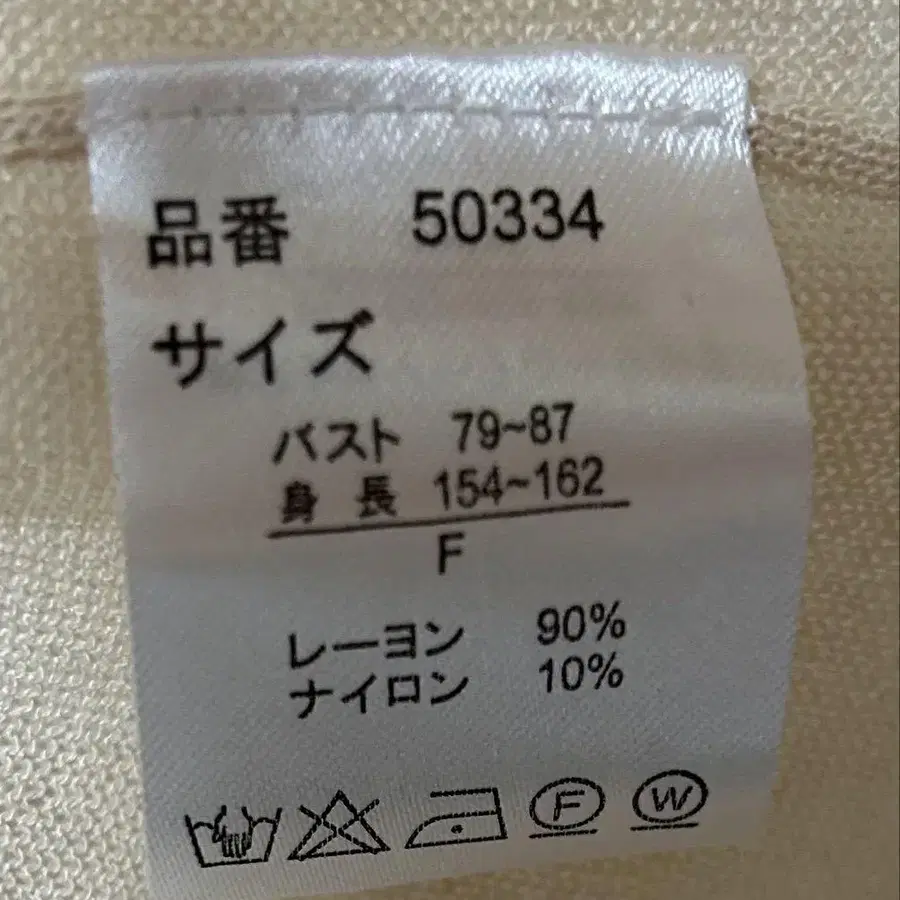 品番 50334
サイズ
バスト 79~87
身長 154~162
F
レーヨン 90%
ナイロン 10%
F W